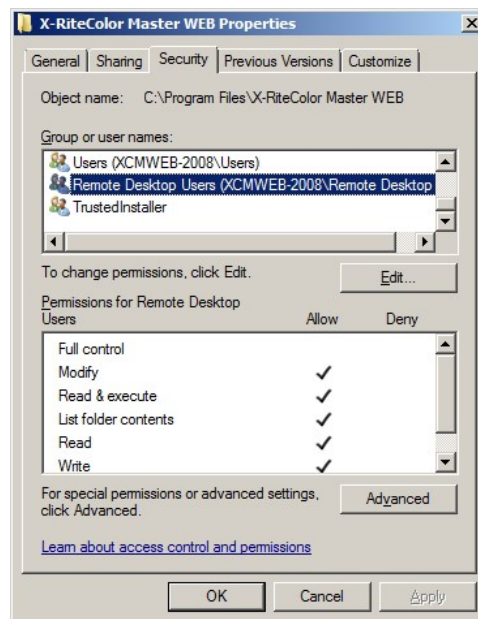 X-RiteColor Master WEB Properties
General Sharing Security Previous Versions Customize
Object name: C:\Program Files\X-RiteColor Master WEB
Group or user names:
Users (XCMWEB-2008\Users)
Remote Desktop Users (XCMWEB-2008\Remote Desktop
TrustedInstaller
To change permissions, click Edit.
Edit...
Permissions for Remote Desktop
Users Allow Deny
Full control
Modify
Read & execute
List folder contents
Read
Write
For special permissions or advanced settings,
click Advanced.
Advanced
Learn about access control and permissions
OK Cancel Apply